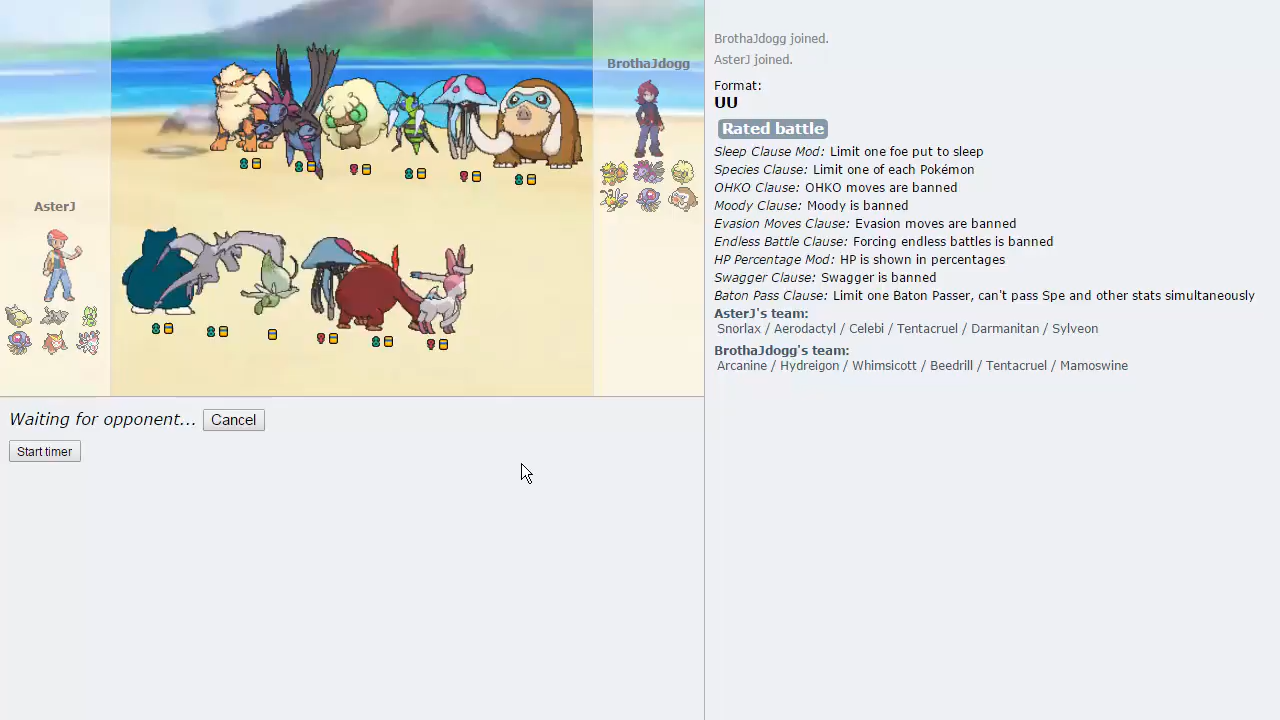 AsterJ
BrothaJdogg
Waiting for opponent... Cancel
Start timer
BrothaJdogg joined.
AsterJ joined.
Format:
UU
Rated battle
Sleep Clause Mod: Limit one foe put to sleep
Species Clause: Limit one of each Pokémon
OHKO Clause: OHKO moves are banned
Moody Clause: Moody is banned
Evasion Moves Clause: Evasion moves are banned
Endless Battle Clause: Forcing endless battles is banned
HP Percentage Mod: HP is shown in percentages
Swagger Clause: Swagger is banned
Baton Pass Clause: Limit one Baton Passer, can't pass Spe and other stats simultaneously
AsterJ's team:
Snorlax / Aerodactyl / Celebi / Tentacruel / Darmanitan / Sylveon
BrothaJdogg's team:
Arcanine / Hydreigon / Whimsicott / Beedrill / Tentacruel / Mamoswine